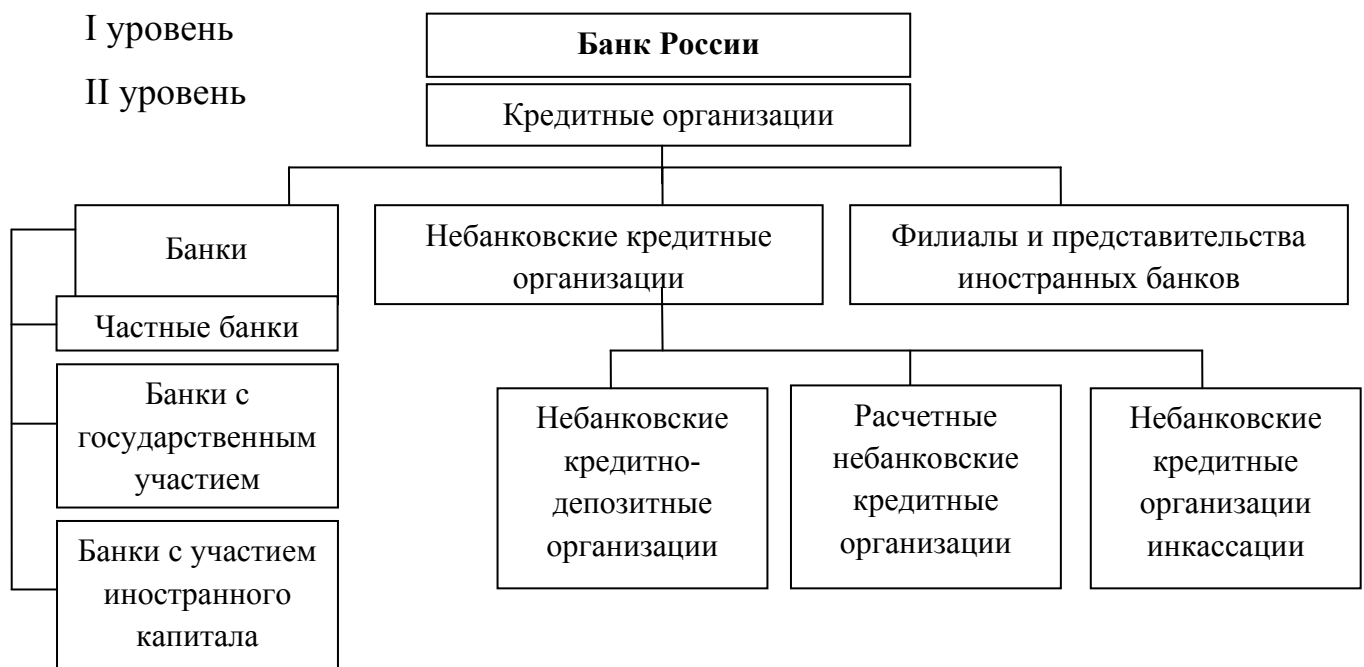 I уровень
Банк России
II уровень
Кредитные организации
Банки
Небанковские кредитные
организации
Филиалы и представительства
иностранных банков
Частные банки
Банки с
государственным
участием
Банки с участием
иностранного
капитала
Небанковские
кредитно-
депозитные
организации
Расчетные
небанковские
кредитные
организации
Небанковские
кредитные
организации
инкассации